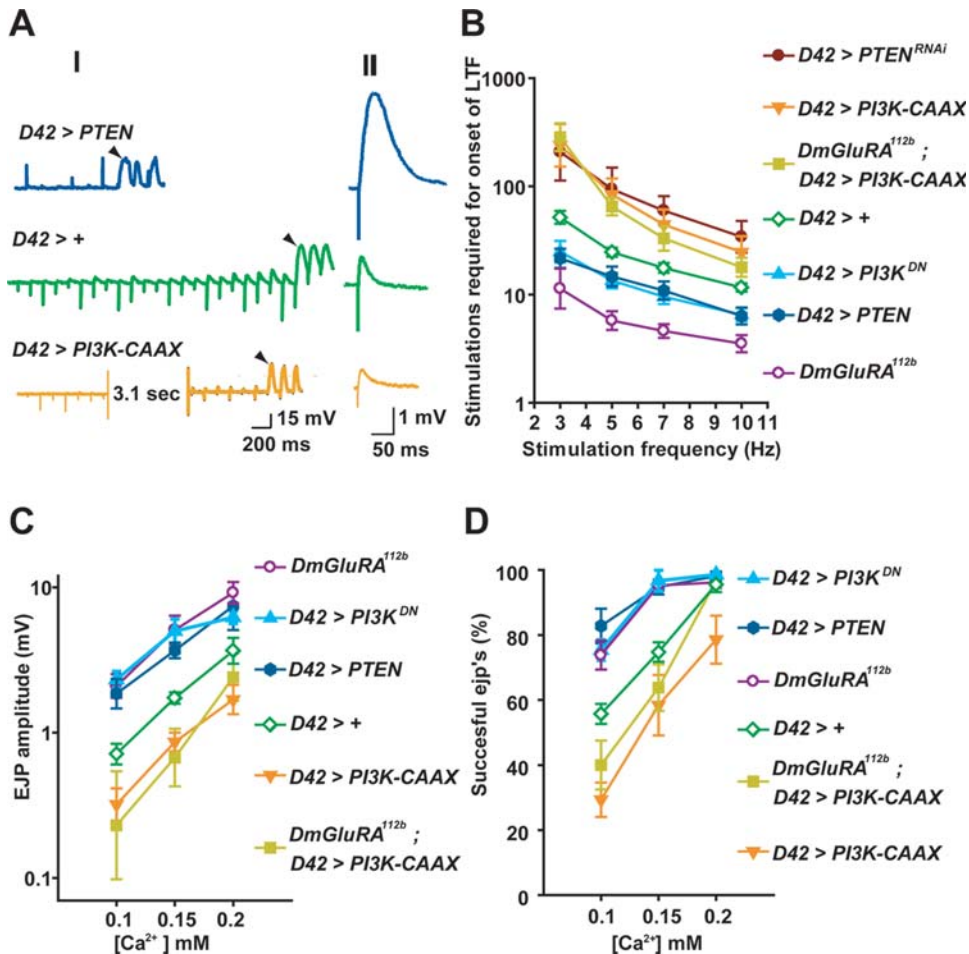 A
I
II
D42 > PTEN
D42 > +
D42 > PI3K-CAAX
3.1 sec
15 mV
200 ms
1 mV
50 ms
B
Stimulations required for onset of LTF
1000
100
10
1
2 3 4 5 6 7 8 9 10 11
Stimulation frequency (Hz)
D42 > PTEN^RNAi
D42 > PI3K-CAAX
DmGluRA^112b ;
D42 > PI3K-CAAX
D42 > +
D42 > PI3K^DN
D42 > PTEN
DmGluRA^112b
C
EJP amplitude (mV)
10
1
0.1
0.1 0.15 0.2
[Ca²⁺ ] mM
DmGluRA^112b
D42 > PI3K^DN
D42 > PTEN
D42 > +
D42 > PI3K-CAAX
DmGluRA^112b ;
D42 > PI3K-CAAX
D
Succesful ejp's (%)
100
80
60
40
20
0
0.1 0.15 0.2
[Ca²⁺] mM
D42 > PI3K^DN
D42 > PTEN
DmGluRA^112b
D42 > +
DmGluRA^112b ;
D42 > PI3K-CAAX
D42 > PI3K-CAAX